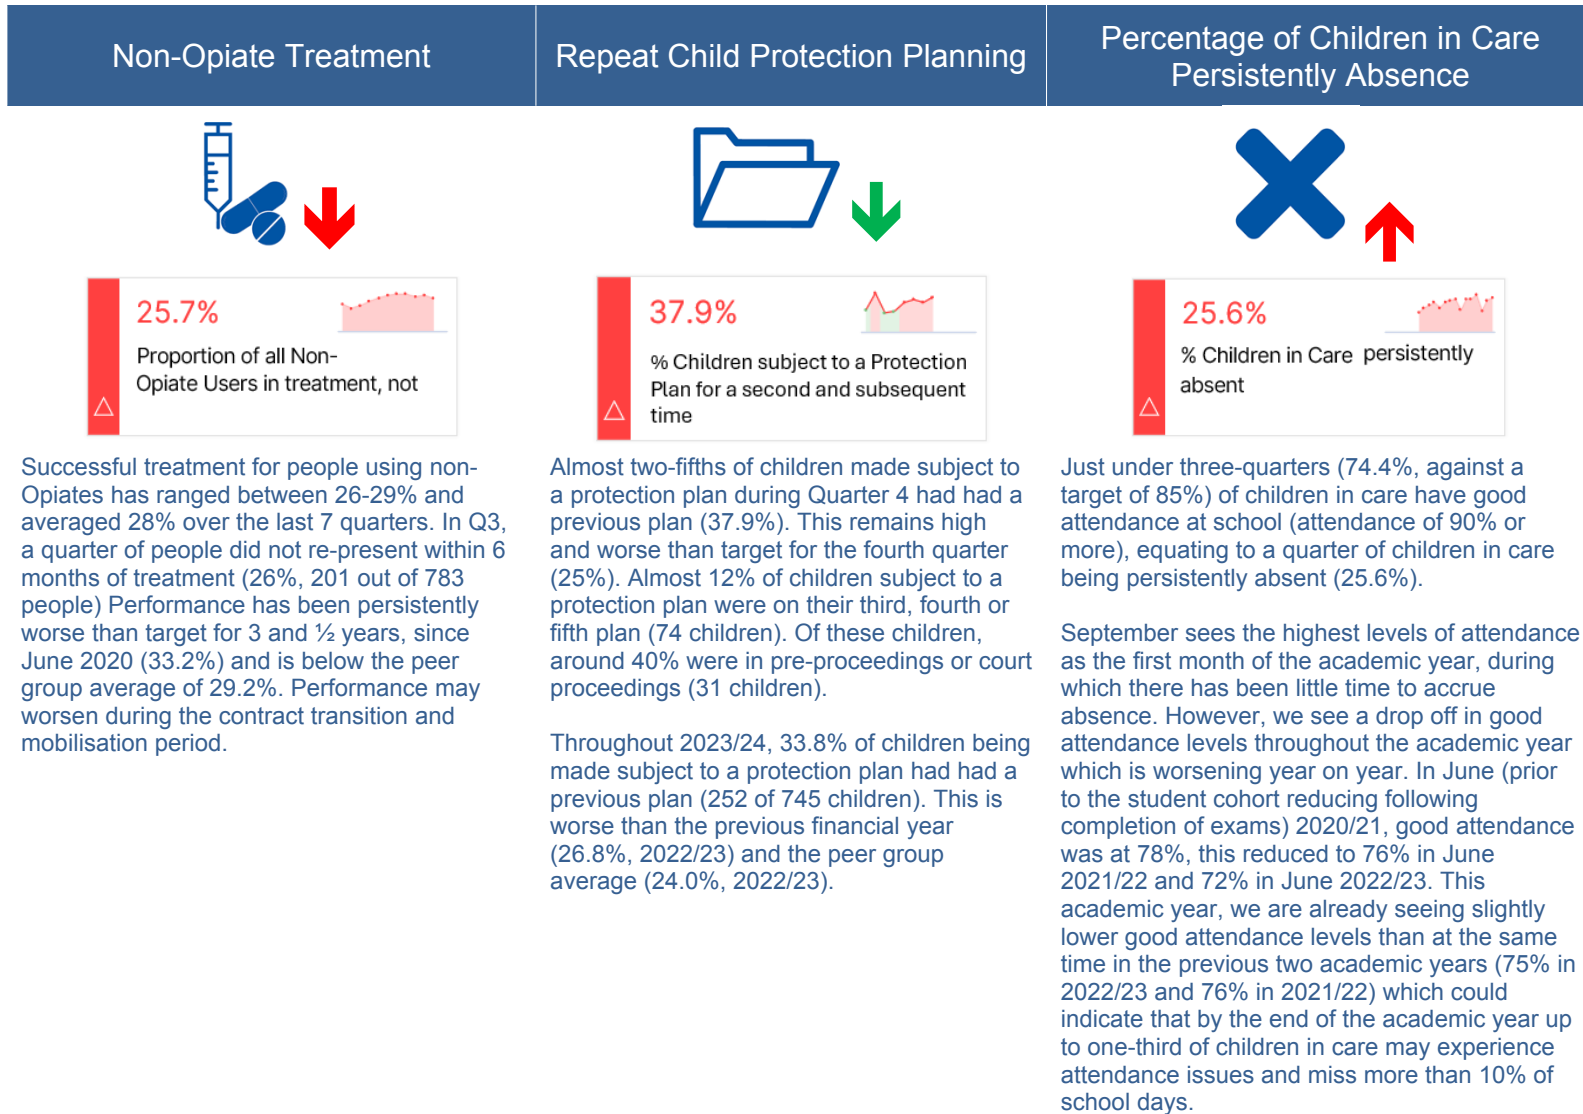 Non-Opiate Treatment
Repeat Child Protection Planning
Percentage of Children in Care
Persistently Absence
25.7%
Proportion of all Non-
Opiate Users in treatment, not
Successful treatment for people using non-
Opiates has ranged between 26-29% and
averaged 28% over the last 7 quarters. In Q3,
a quarter of people did not re-present within 6
months of treatment (26%, 201 out of 783
people) Performance has been persistently
worse than target for 3 and ½ years, since
June 2020 (33.2%) and is below the peer
group average of 29.2%. Performance may
worsen during the contract transition and
mobilisation period.
37.9%
% Children subject to a Protection
Plan for a second and subsequent
time
Almost two-fifths of children made subject to
a protection plan during Quarter 4 had had a
previous plan (37.9%). This remains high
and worse than target for the fourth quarter
(25%). Almost 12% of children subject to a
protection plan were on their third, fourth or
fifth plan (74 children). Of these children,
around 40% were in pre-proceedings or court
proceedings (31 children).
Throughout 2023/24, 33.8% of children being
made subject to a protection plan had had a
previous plan (252 of 745 children). This is
worse than the previous financial year
(26.8%, 2022/23) and the peer group
average (24.0%, 2022/23).
25.6%
% Children in Care persistently
absent
Just under three-quarters (74.4%, against a
target of 85%) of children in care have good
attendance at school (attendance of 90% or
more), equating to a quarter of children in care
being persistently absent (25.6%).
September sees the highest levels of attendance
as the first month of the academic year, during
which there has been little time to accrue
absence. However, we see a drop off in good
attendance levels throughout the academic year
which is worsening year on year. In June (prior
to the student cohort reducing following
completion of exams) 2020/21, good attendance
was at 78%, this reduced to 76% in June
2021/22 and 72% in June 2022/23. This
academic year, we are already seeing slightly
lower good attendance levels than at the same
time in the previous two academic years (75% in
2022/23 and 76% in 2021/22) which could
indicate that by the end of the academic year up
to one-third of children in care may experience
attendance issues and miss more than 10% of
school days.